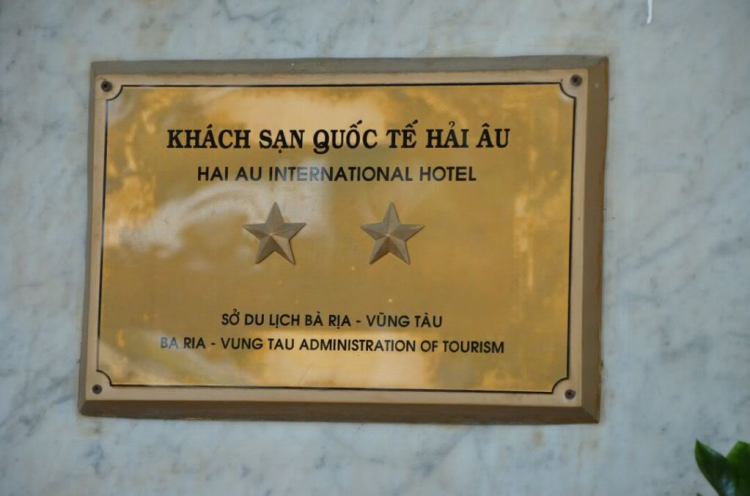 KHÁCH SẠN QUỐC TẾ HẢI ÂU
HAI AU INTERNATIONAL HOTEL
SỞ DU LỊCH BÀ RỊA - VŨNG TÀU
BA RIA - VUNG TAU ADMINISTRATION OF TOURISM